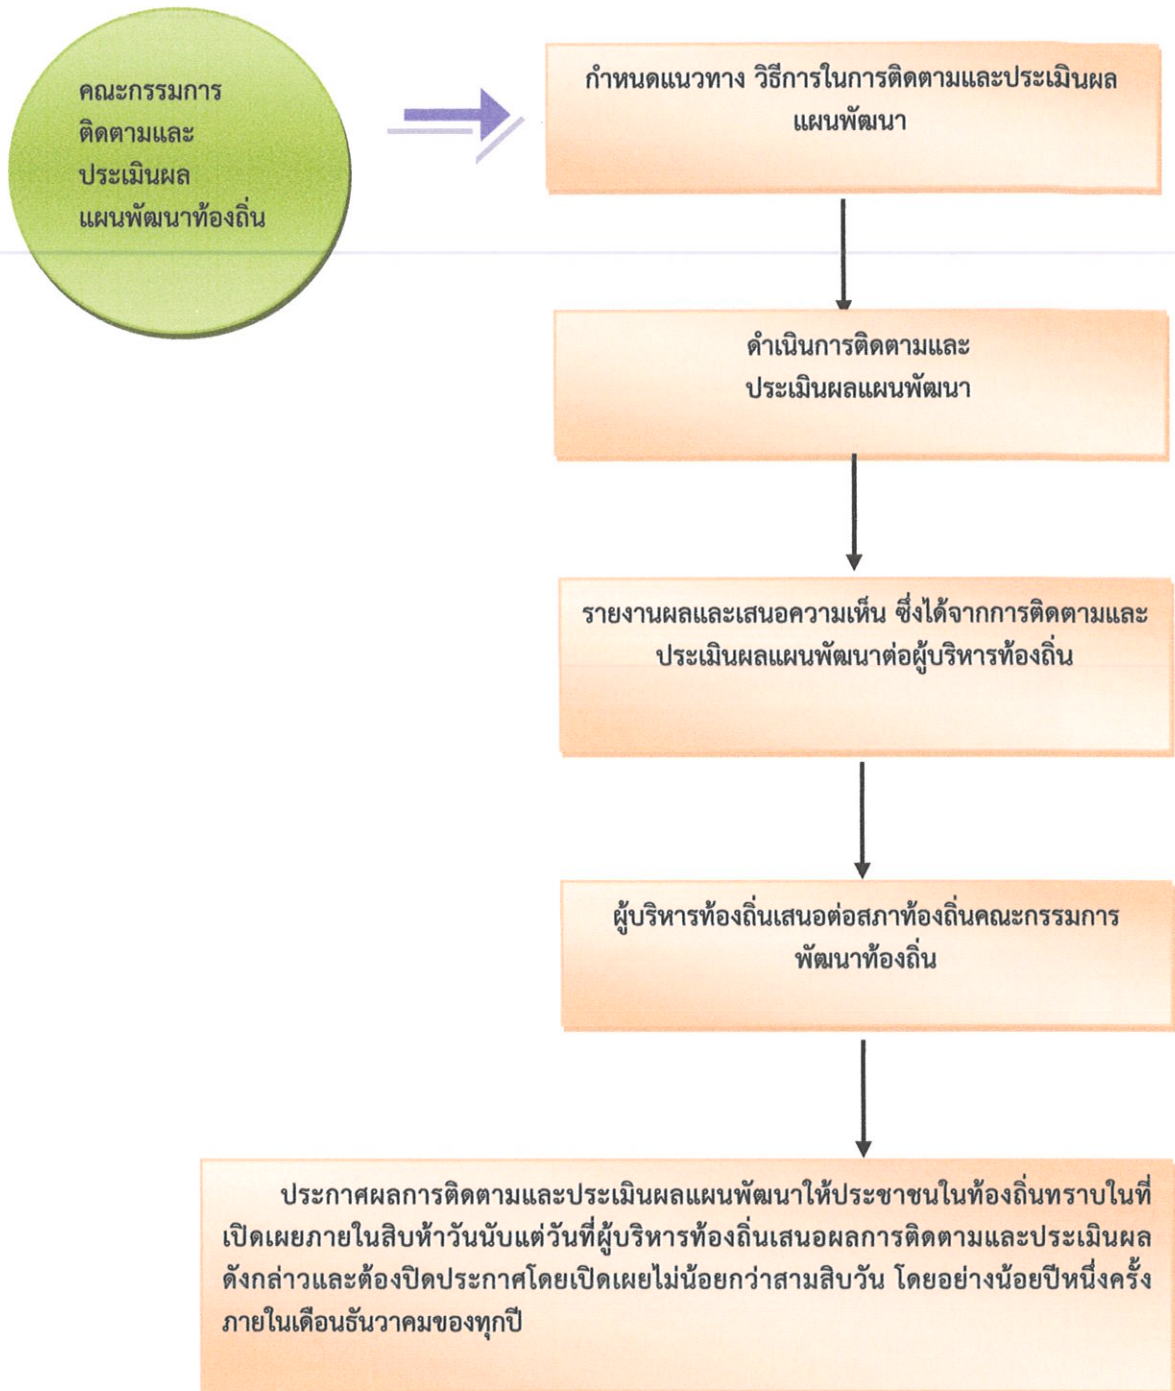 คณะกรรมการ
ติดตามและ
ประเมินผล
แผนพัฒนาท้องถิ่น
กำหนดแนวทาง วิธีการในการติดตามและประเมินผล
แผนพัฒนา
ดำเนินการติดตามและ
ประเมินผลแผนพัฒนา
รายงานผลและเสนอความเห็น ซึ่งได้จากการติดตามและ
ประเมินผลแผนพัฒนาต่อผู้บริหารท้องถิ่น
ผู้บริหารท้องถิ่นเสนอต่อสภาท้องถิ่นคณะกรรมการ
พัฒนาท้องถิ่น
ประกาศผลการติดตามและประเมินผลแผนพัฒนาให้ประชาชนในท้องถิ่นทราบในที่
เปิดเผยภายในสิบห้าวันนับแต่วันที่ผู้บริหารท้องถิ่นเสนอผลการติดตามและประเมินผล
ดังกล่าวและต้องปิดประกาศโดยเปิดเผยไม่น้อยกว่าสามสิบวัน โดยอย่างน้อยปีหนึ่งครั้ง
ภายในเดือนธันวาคมของทุกปี